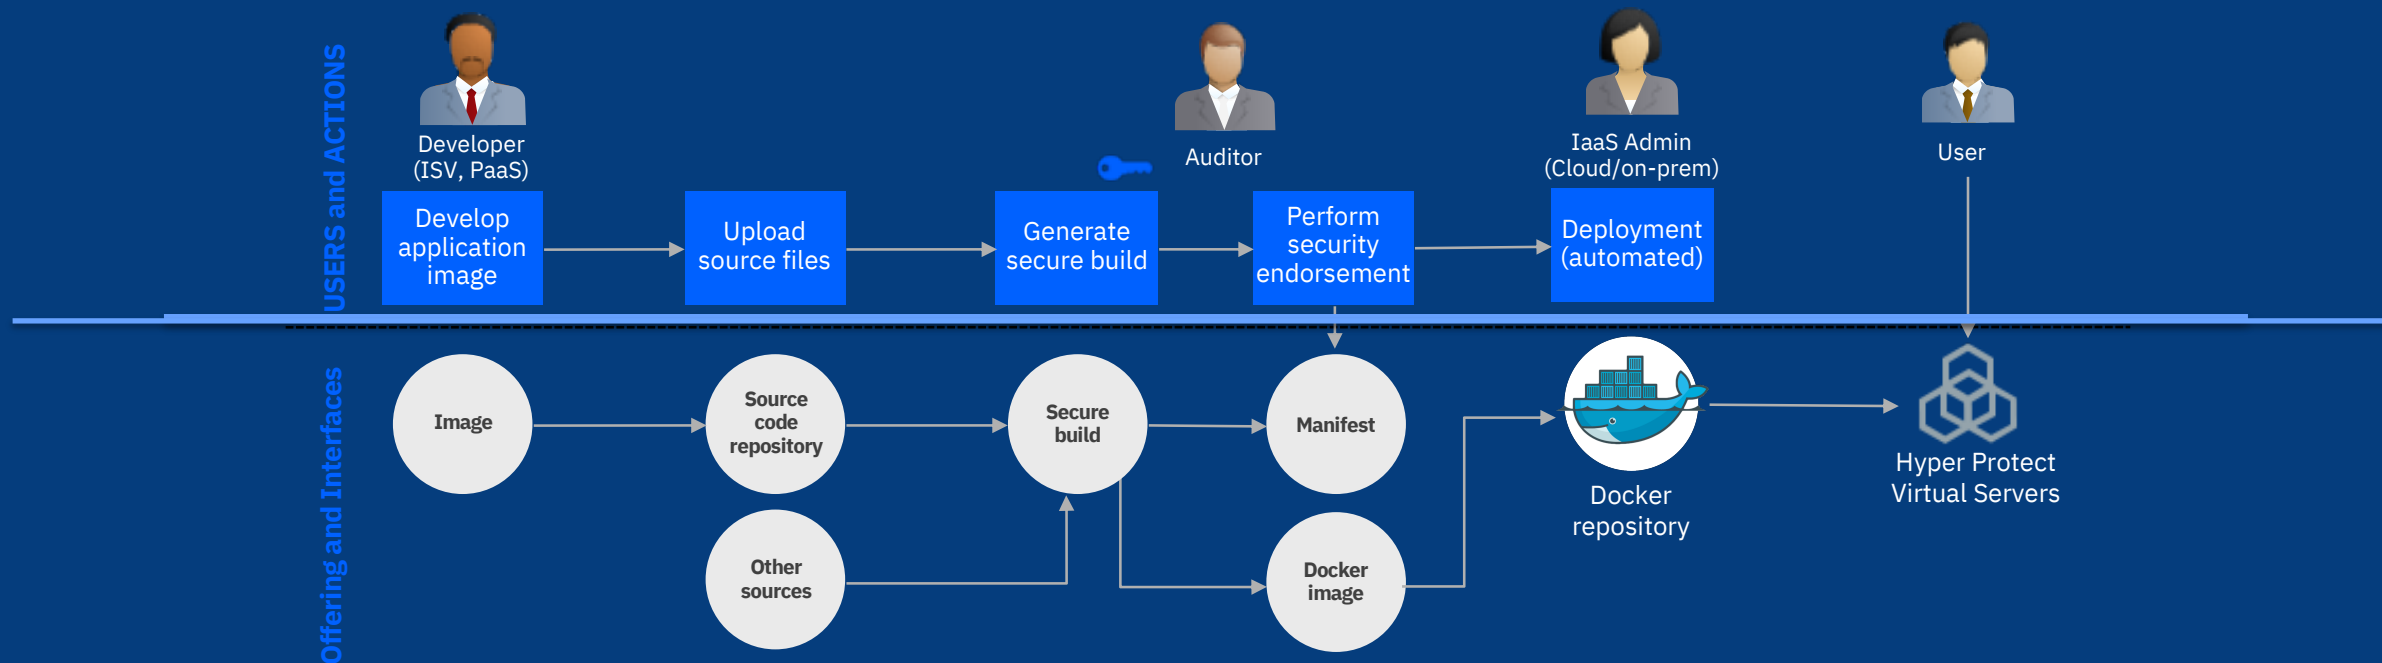 USERS and ACTIONS
Developer
(ISV, PaaS)
Auditor
IaaS Admin
(Cloud/on-prem)
User
Develop
application
image
Upload
source files
Generate
secure build
Perform
security
endorsement
Deployment
(automated)
Offering and Interfaces
Image
Source
code
repository
Secure
build
Manifest
Other
sources
Docker
image
Docker
repository
Hyper Protect
Virtual Servers